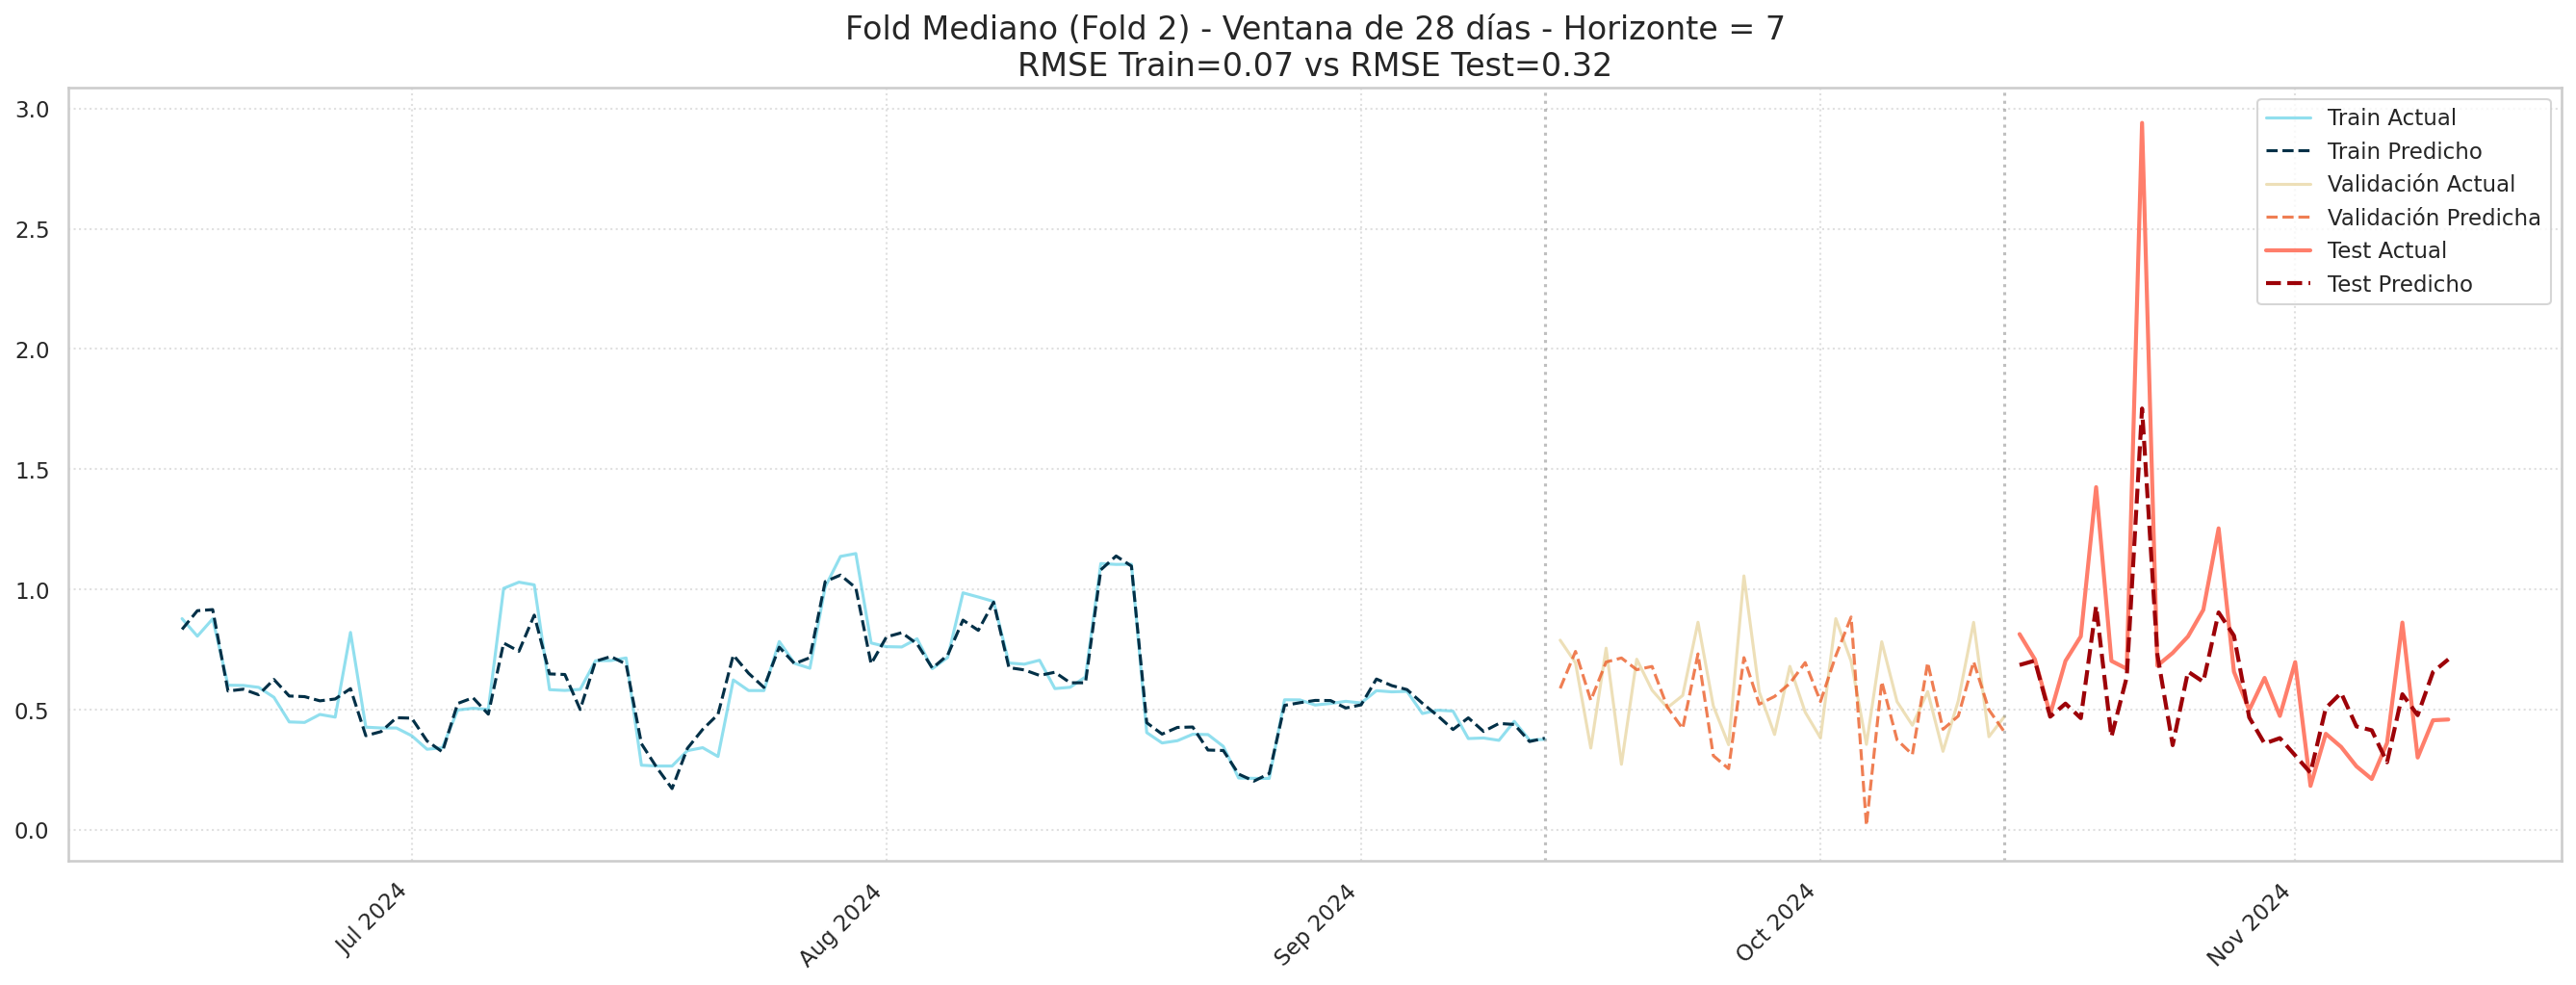 Fold Mediano (Fold 2) - Ventana de 28 días - Horizonte = 7
RMSE Train=0.07 vs RMSE Test=0.32
3.0
2.5
2.0
1.5
1.0
0.5
0.0
Train Actual
Train Predicho
Validación Actual
Validación Predicha
Test Actual
Test Predicho
Jul 2024
Aug 2024
Sep 2024
Oct 2024
Nov 2024